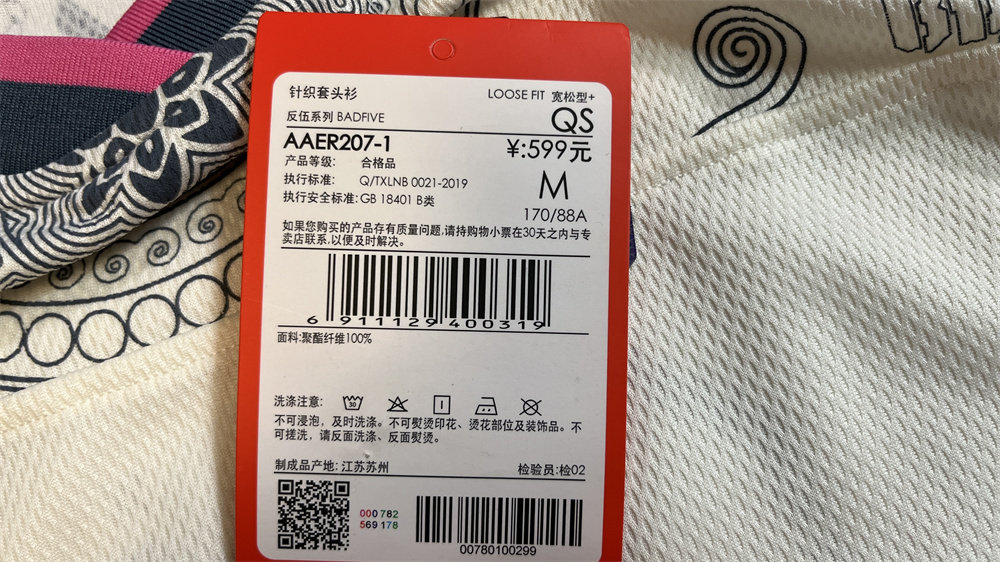 针织套头衫
LOOSE FIT 宽松型+
反伍系列 BADFIVE
QS
AAER207-1
¥:599元
产品等级: 合格品
执行标准: Q/TXLNB 0021-2019
M
执行安全标准:GB 18401 B类
170/88A
如果您购买的产品存有质量问题,请持购物小票在30天之内与专
卖店联系,以便及时解决。
6 911129 400319
面料:聚酯纤维100%
洗涤注意:
30
不可浸泡，及时洗涤。不可熨烫印花、烫花部位及装饰品。不
可搓洗，请反面洗涤、反面熨烫。
制成品产地: 江苏苏州
检验员:检02
000 782
569 178
00780100299